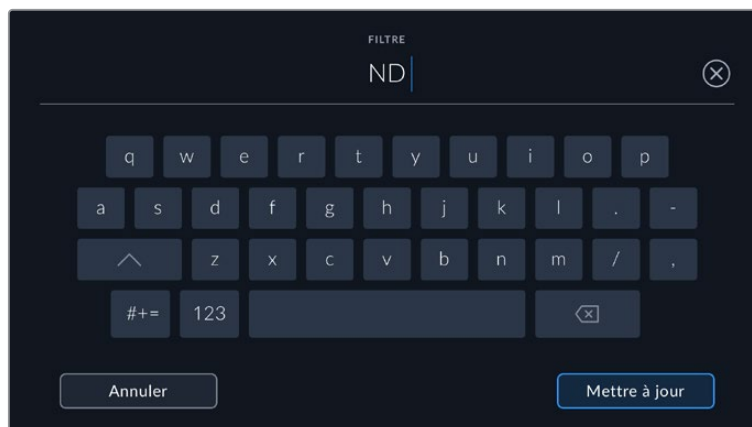 FILTRE
ND
q w e r t y u i o p
a s d f g h j k l . -
z x c v b n m / ,
#+= 123
Annuler Mettre à jour